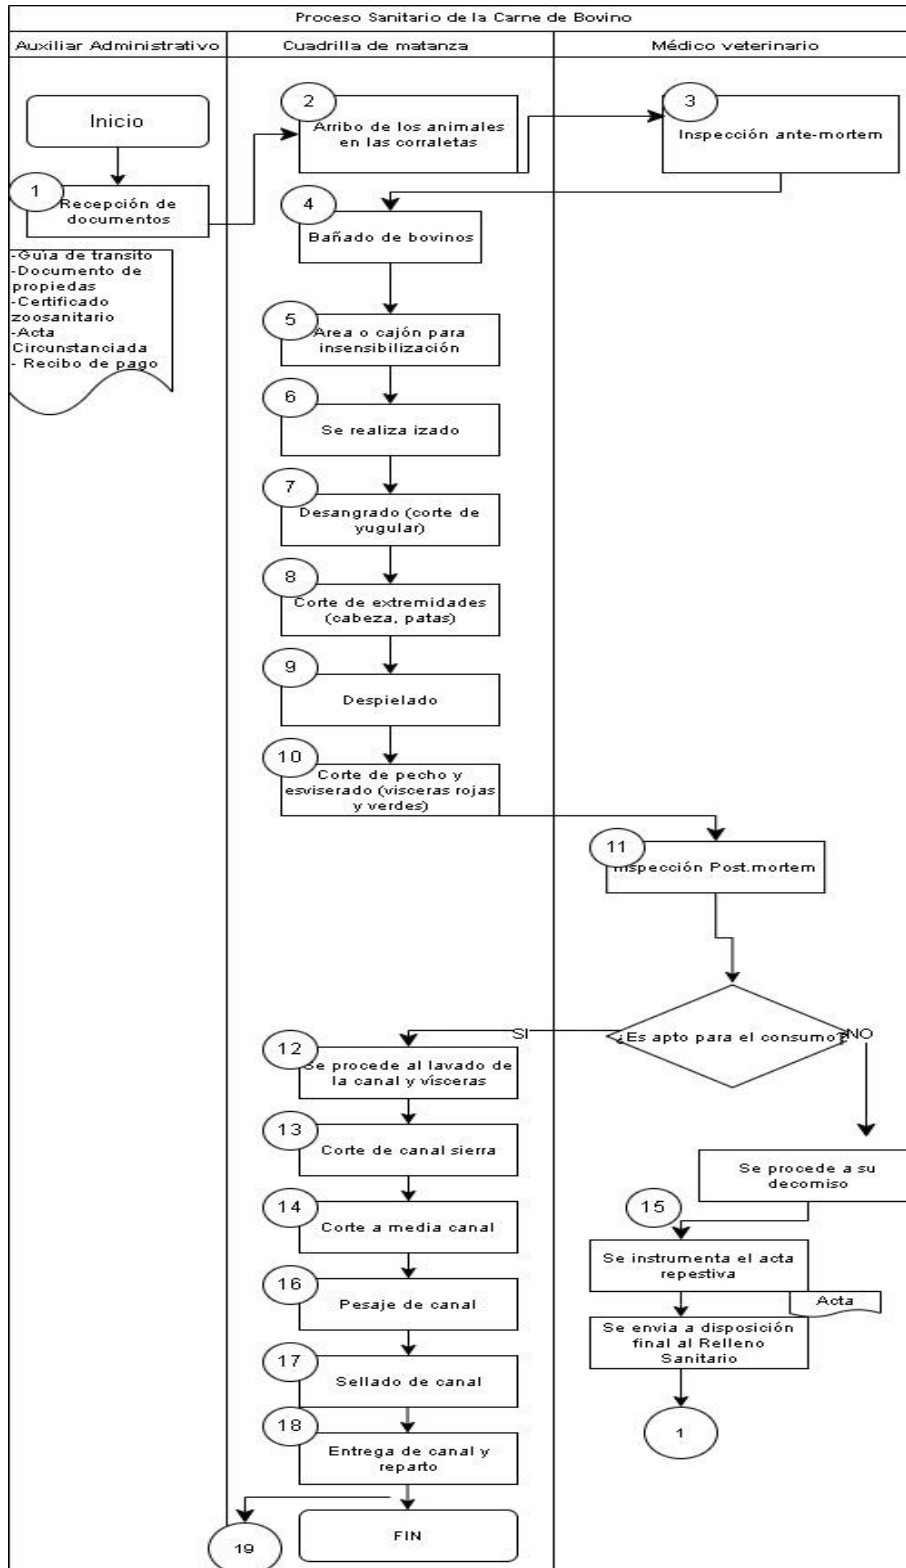 Proceso Sanitario de la Carne de Bovino
Auxiliar Administrativo
Cuadrilla de matanza
Médico veterinario
Inicio
1
Recepción de
documentos
-Guía de transito
-Documento de
propiedas
-Certificado
zoosanitario
-Acta
Circunstanciada
- Recibo de pago
2
Arribo de los animales
en las corraletas
3
Inspección ante-mortem
4
Bañado de bovinos
5
Area o cajón para
insensibilización
6
Se realiza izado
7
Desangrado (corte de
yugular)
8
Corte de extremidades
(cabeza, patas)
9
Despielado
10
Corte de pecho y
esviserado (visceras rojas
y verdes)
11
Inspección Post.mortem
¿Es apto para el consumo?
SI
NO
12
Se procede al lavado de
la canal y vísceras
13
Corte de canal sierra
14
Corte a media canal
Se procede a su
decomiso
15
Se instrumenta el acta
repestiva
Acta
Se envia a disposición
final al Relleno
Sanitario
1
16
Pesaje de canal
17
Sellado de canal
18
Entrega de canal y
reparto
19
FIN